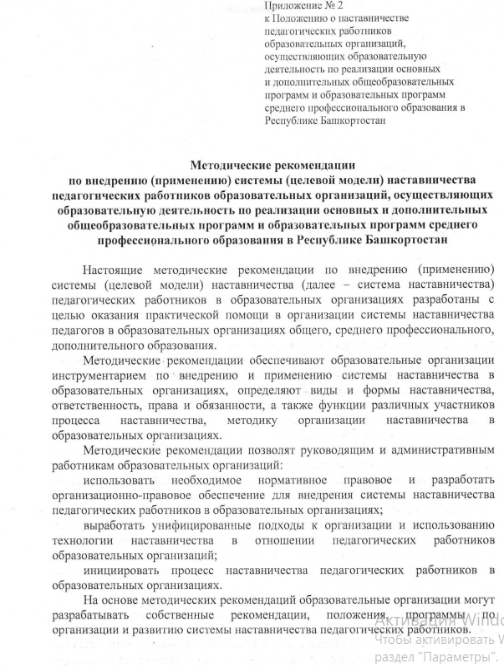 Приложение № 2
к Положению о наставничестве
педагогических работников
образовательных организаций,
осуществляющих образовательную
деятельность по реализации основных
и дополнительных общеобразовательных
программ и образовательных программ
среднего профессионального образования в
Республике Башкортостан
Методические рекомендации
по внедрению (применению) системы (целевой модели) наставничества
педагогических работников образовательных организаций, осуществляющих
образовательную деятельность по реализации основных и дополнительных
общеобразовательных программ и образовательных программ среднего
профессионального образования в Республике Башкортостан
Настоящие методические рекомендации по внедрению (применению)
системы (целевой модели) наставничества (далее – система наставничества)
педагогических работников в образовательных организациях разработаны с
целью оказания практической помощи в организации системы наставничества
педагогов в образовательных организациях общего, среднего профессионального,
дополнительного образования.
Методические рекомендации обеспечивают образовательные организации
инструментарием по внедрению и применению системы наставничества в
образовательных организациях, определяют виды и формы наставничества,
ответственность, права и обязанности, а также функции различных участников
процесса наставничества, методику организации наставничества в
образовательных организациях.
Методические рекомендации позволят руководящим и административным
работникам образовательных организаций:
использовать необходимое нормативное правовое и разработать
организационно-правовое обеспечение для внедрения системы наставничества
педагогических работников в образовательных организациях;
выработать унифицированные подходы к организации и использованию
технологии наставничества в отношении педагогических работников
образовательных организаций;
инициировать процесс наставничества педагогических работников в
образовательных организациях.
На основе методических рекомендаций образовательные организации могут
разрабатывать собственные рекомендации, положения, программы по
организации и развитию системы наставничества педагогических работников.
Активация Windo
Чтобы активировать
раздел "Параметры".